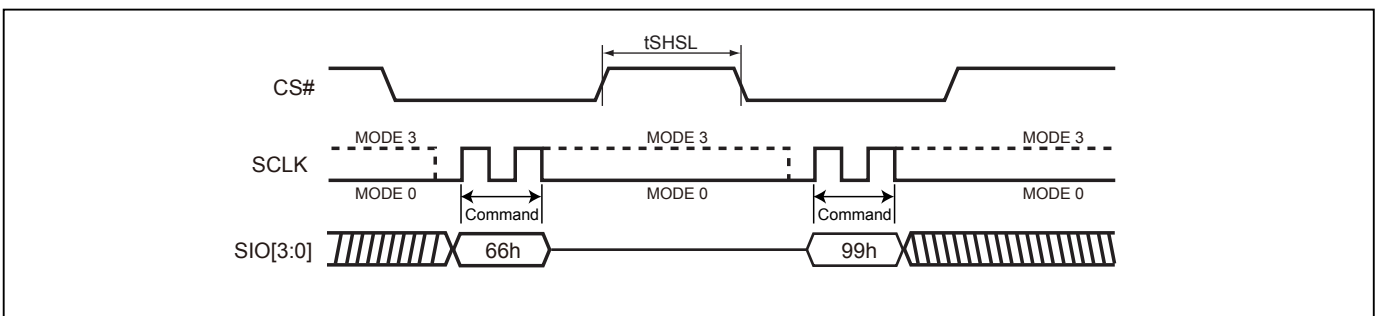 tSHSL
CS#
MODE 3 MODE 3 MODE 3
SCLK
MODE 0 MODE 0 MODE 0
Command Command
SIO[3:0] 66h 99h